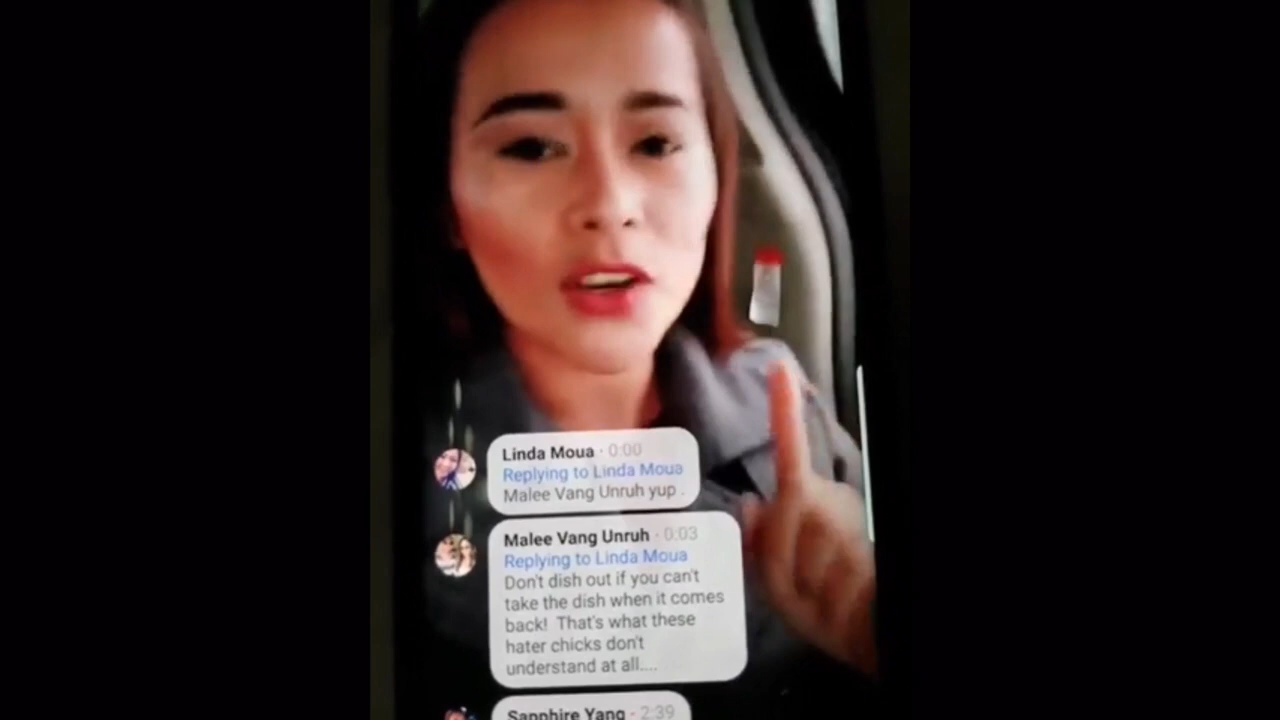 Linda Moua · 0:00
Replying to Linda Moua
Malee Vang Unruh yup .
Malee Vang Unruh · 0:03
Replying to Linda Moua
Don't dish out if you can't
take the dish when it comes
back!  That's what these
hater chicks don't
understand at all....
Sapphire Yang · 2:39